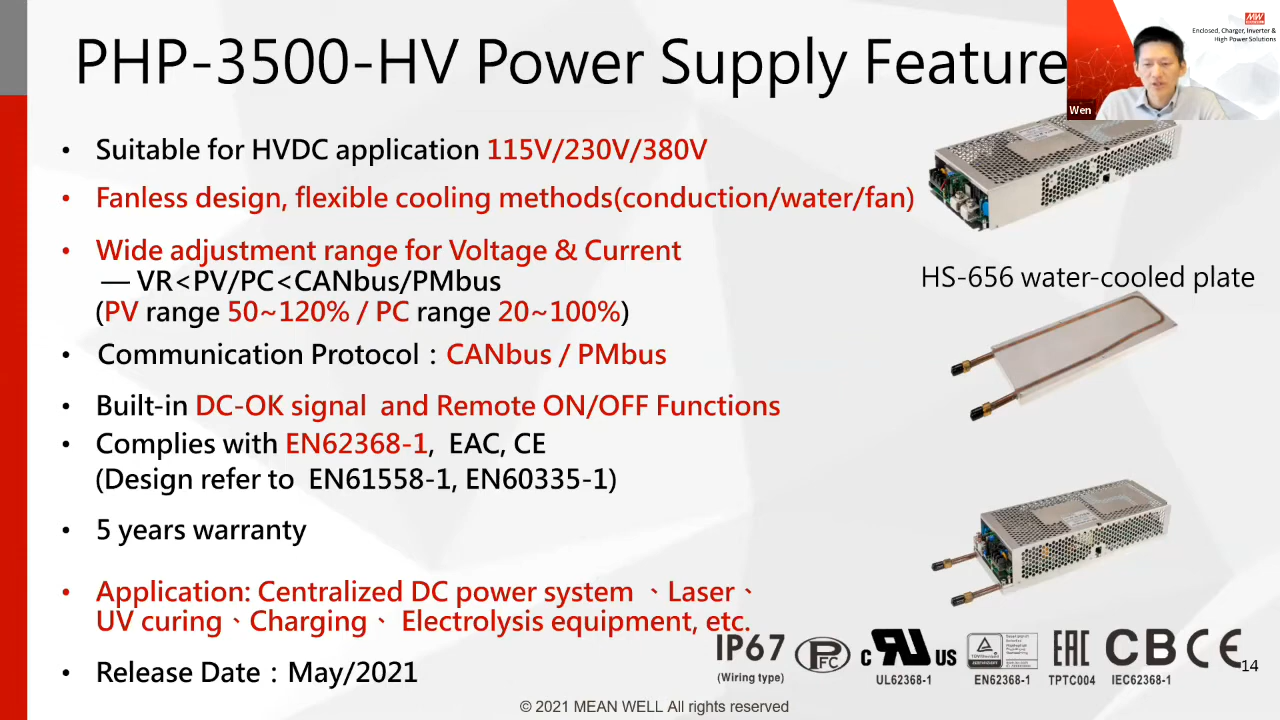 PHP-3500-HV Power Supply Feature
MW
Enclosed, Charger, Inverter &
High Power Solutions
Wen
• Suitable for HVDC application 115V/230V/380V
• Fanless design, flexible cooling methods(conduction/water/fan)
• Wide adjustment range for Voltage & Current
— VR<PV/PC<CANbus/PMbus
(PV range 50~120% / PC range 20~100%)
HS-656 water-cooled plate
• Communication Protocol：CANbus / PMbus
• Built-in DC-OK signal and Remote ON/OFF Functions
• Complies with EN62368-1, EAC, CE
(Design refer to EN61558-1, EN60335-1)
• 5 years warranty
• Application: Centralized DC power system 、Laser、
UV curing、Charging、 Electrolysis equipment, etc.
• Release Date：May/2021
IP67
(Wiring type)
PFC
c RU US
UL62368-1
EN62368-1
EAC
TPTC004
CB
IEC62368-1
CE
14
© 2021 MEAN WELL All rights reserved